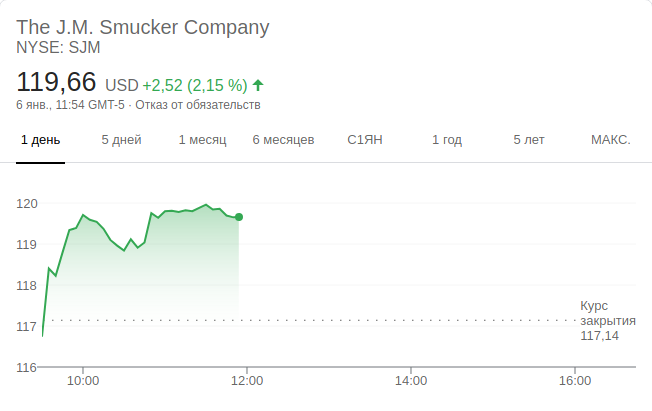 The J.M. Smucker Company
NYSE: SJM
119,66 USD +2,52 (2,15 %)
6 янв., 11:54 GMT-5 · Отказ от обязательств
1 день 5 дней 1 месяц 6 месяцев С1ЯН 1 год 5 лет МАКС.
120
119
118
117
116
Курс
закрытия
117,14
10:00 12:00 14:00 16:00